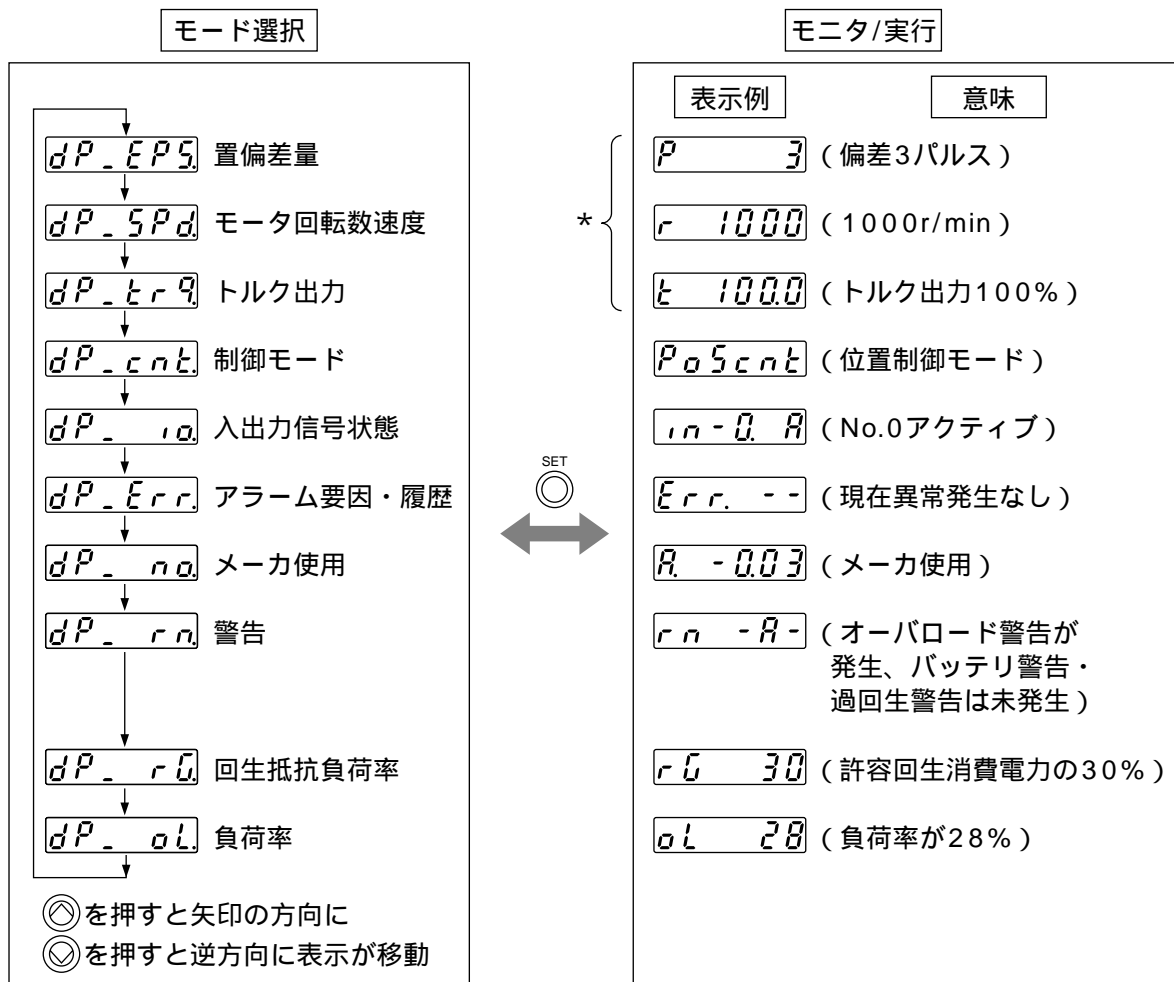 モード選択
dP_EPS. 置偏差量
dP_SPd. モータ回転数速度
dP_trq. トルク出力
dP_cnt. 制御モード
dP_ io. 入出力信号状態
dP_Err. アラーム要因・履歴
dP_ no. メーカ使用
dP_ rn. 警告
dP_ rG. 回生抵抗負荷率
dP_ oL. 負荷率
を押すと矢印の方向に
を押すと逆方向に表示が移動
SET
モニタ/実行
表示例 意味
*
P 3 (偏差3パルス)
r 1000 (1000r/min)
t 100.0 (トルク出力100%)
PoScnt (位置制御モード)
in-0. A (No.0アクティブ)
Err. -- (現在異常発生なし)
A. -0.03 (メーカ使用)
rn -A- (オーバロード警告が
発生、バッテリ警告・
過回生警告は未発生)
rG 30 (許容回生消費電力の30%)
oL 28 (負荷率が28%)